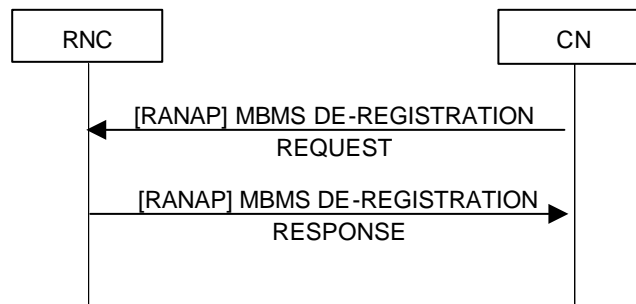 RNC
CN
[RANAP] MBMS DE-REGISTRATION
REQUEST
[RANAP] MBMS DE-REGISTRATION
RESPONSE